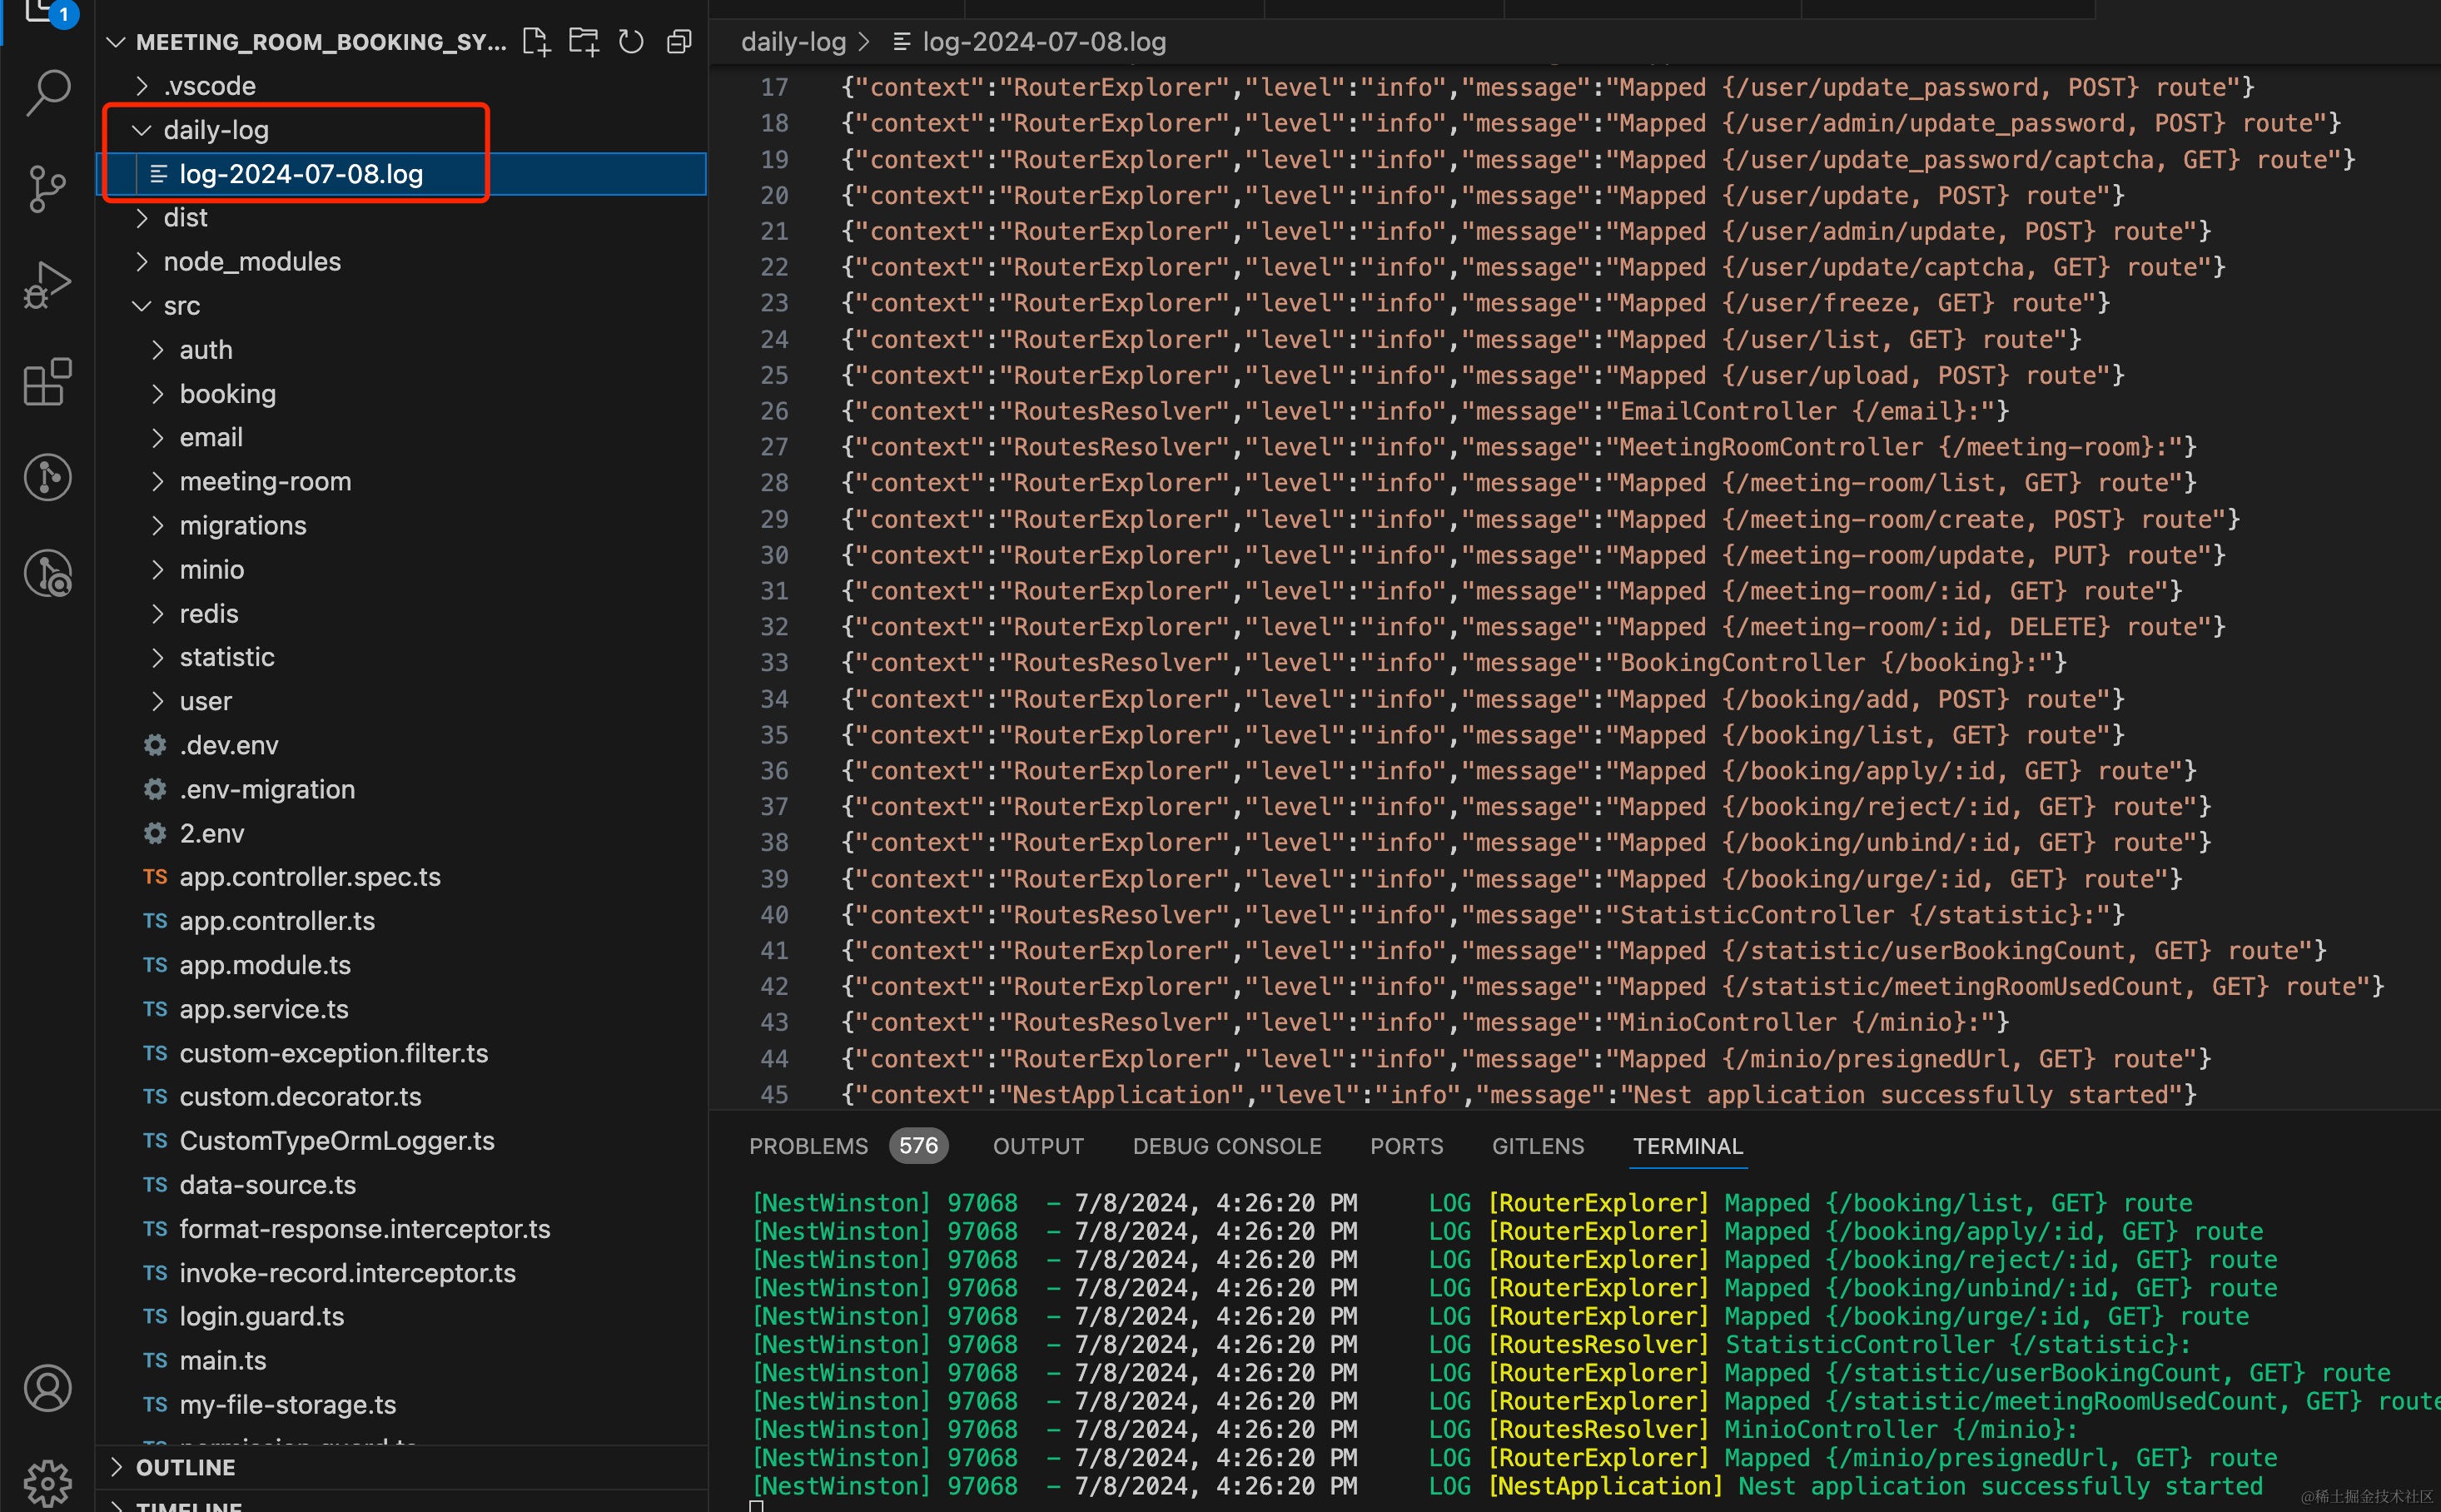 1
MEETING_ROOM_BOOKING_SY...
.vscode
daily-log
log-2024-07-08.log
dist
node_modules
src
auth
booking
email
meeting-room
migrations
minio
redis
statistic
user
.dev.env
.env-migration
2.env
TS app.controller.spec.ts
TS app.controller.ts
TS app.module.ts
TS app.service.ts
TS custom-exception.filter.ts
TS custom.decorator.ts
TS CustomTypeOrmLogger.ts
TS data-source.ts
TS format-response.interceptor.ts
TS invoke-record.interceptor.ts
TS login.guard.ts
TS main.ts
TS my-file-storage.ts
OUTLINE
TIMELINE
daily-log > log-2024-07-08.log
17 {"context":"RouterExplorer","level":"info","message":"Mapped {/user/update_password, POST} route"}
18 {"context":"RouterExplorer","level":"info","message":"Mapped {/user/admin/update_password, POST} route"}
19 {"context":"RouterExplorer","level":"info","message":"Mapped {/user/update_password/captcha, GET} route"}
20 {"context":"RouterExplorer","level":"info","message":"Mapped {/user/update, POST} route"}
21 {"context":"RouterExplorer","level":"info","message":"Mapped {/user/admin/update, POST} route"}
22 {"context":"RouterExplorer","level":"info","message":"Mapped {/user/update/captcha, GET} route"}
23 {"context":"RouterExplorer","level":"info","message":"Mapped {/user/freeze, GET} route"}
24 {"context":"RouterExplorer","level":"info","message":"Mapped {/user/list, GET} route"}
25 {"context":"RouterExplorer","level":"info","message":"Mapped {/user/upload, POST} route"}
26 {"context":"RoutesResolver","level":"info","message":"EmailController {/email}:"}
27 {"context":"RoutesResolver","level":"info","message":"MeetingRoomController {/meeting-room}:"}
28 {"context":"RouterExplorer","level":"info","message":"Mapped {/meeting-room/list, GET} route"}
29 {"context":"RouterExplorer","level":"info","message":"Mapped {/meeting-room/create, POST} route"}
30 {"context":"RouterExplorer","level":"info","message":"Mapped {/meeting-room/update, PUT} route"}
31 {"context":"RouterExplorer","level":"info","message":"Mapped {/meeting-room/:id, GET} route"}
32 {"context":"RouterExplorer","level":"info","message":"Mapped {/meeting-room/:id, DELETE} route"}
33 {"context":"RoutesResolver","level":"info","message":"BookingController {/booking}:"}
34 {"context":"RouterExplorer","level":"info","message":"Mapped {/booking/add, POST} route"}
35 {"context":"RouterExplorer","level":"info","message":"Mapped {/booking/list, GET} route"}
36 {"context":"RouterExplorer","level":"info","message":"Mapped {/booking/apply/:id, GET} route"}
37 {"context":"RouterExplorer","level":"info","message":"Mapped {/booking/reject/:id, GET} route"}
38 {"context":"RouterExplorer","level":"info","message":"Mapped {/booking/unbind/:id, GET} route"}
39 {"context":"RouterExplorer","level":"info","message":"Mapped {/booking/urge/:id, GET} route"}
40 {"context":"RoutesResolver","level":"info","message":"StatisticController {/statistic}:"}
41 {"context":"RouterExplorer","level":"info","message":"Mapped {/statistic/userBookingCount, GET} route"}
42 {"context":"RouterExplorer","level":"info","message":"Mapped {/statistic/meetingRoomUsedCount, GET} route"}
43 {"context":"RoutesResolver","level":"info","message":"MinioController {/minio}:"}
44 {"context":"RouterExplorer","level":"info","message":"Mapped {/minio/presignedUrl, GET} route"}
45 {"context":"NestApplication","level":"info","message":"Nest application successfully started"}
PROBLEMS 576 OUTPUT DEBUG CONSOLE PORTS GITLENS TERMINAL
[NestWinston] 97068 - 7/8/2024, 4:26:20 PM LOG [RouterExplorer] Mapped {/booking/list, GET} route
[NestWinston] 97068 - 7/8/2024, 4:26:20 PM LOG [RouterExplorer] Mapped {/booking/apply/:id, GET} route
[NestWinston] 97068 - 7/8/2024, 4:26:20 PM LOG [RouterExplorer] Mapped {/booking/reject/:id, GET} route
[NestWinston] 97068 - 7/8/2024, 4:26:20 PM LOG [RouterExplorer] Mapped {/booking/unbind/:id, GET} route
[NestWinston] 97068 - 7/8/2024, 4:26:20 PM LOG [RouterExplorer] Mapped {/booking/urge/:id, GET} route
[NestWinston] 97068 - 7/8/2024, 4:26:20 PM LOG [RoutesResolver] StatisticController {/statistic}:
[NestWinston] 97068 - 7/8/2024, 4:26:20 PM LOG [RouterExplorer] Mapped {/statistic/userBookingCount, GET} route
[NestWinston] 97068 - 7/8/2024, 4:26:20 PM LOG [RouterExplorer] Mapped {/statistic/meetingRoomUsedCount, GET} route
[NestWinston] 97068 - 7/8/2024, 4:26:20 PM LOG [RoutesResolver] MinioController {/minio}:
[NestWinston] 97068 - 7/8/2024, 4:26:20 PM LOG [RouterExplorer] Mapped {/minio/presignedUrl, GET} route
[NestWinston] 97068 - 7/8/2024, 4:26:20 PM LOG [NestApplication] Nest application successfully started
@稀土掘金技术社区